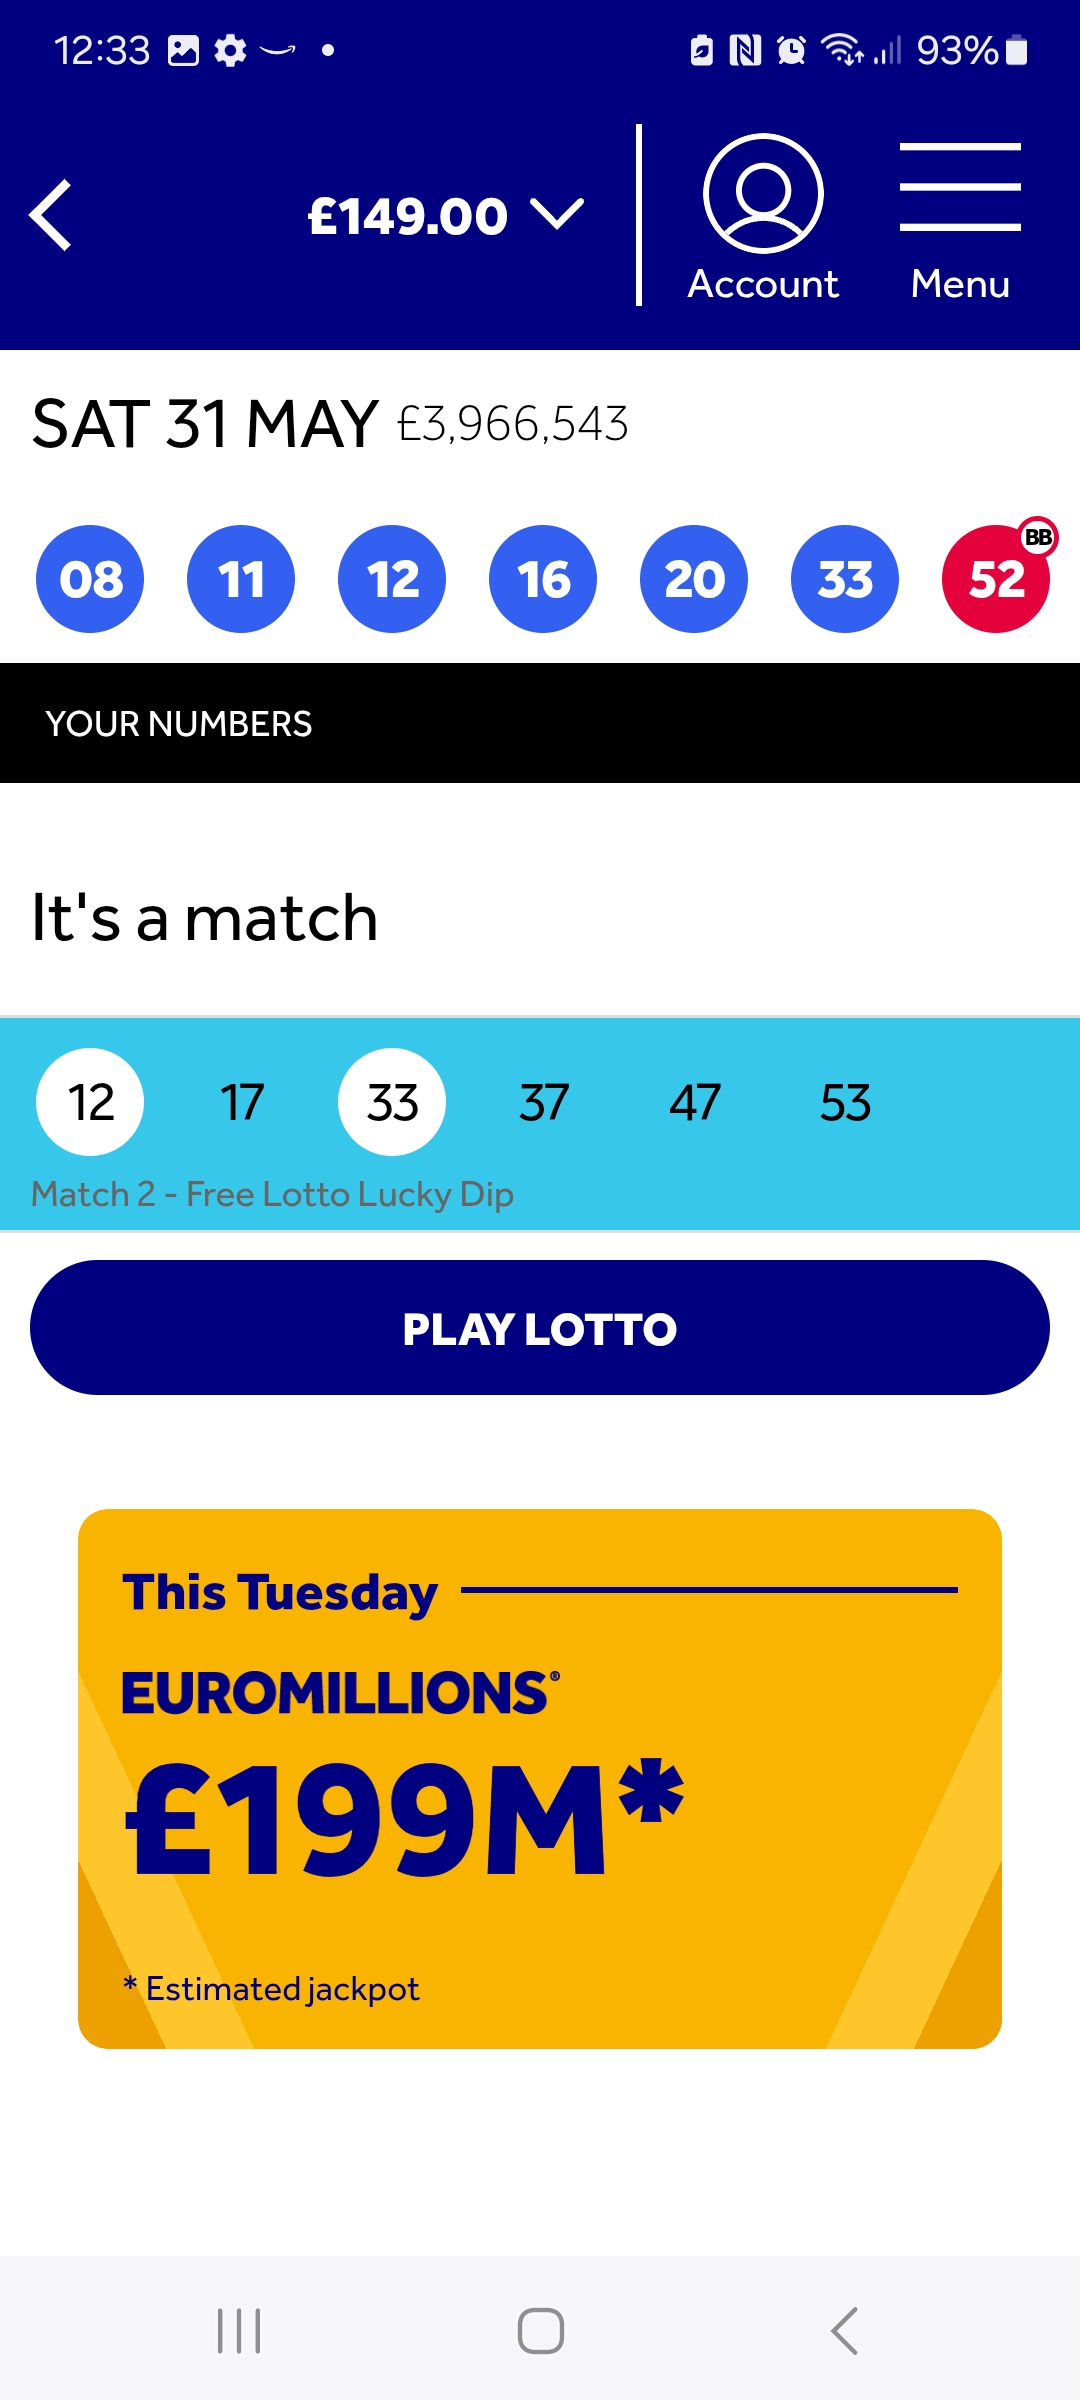 12:33 93%
£149.00
Account Menu
SAT 31 MAY £3,966,543
08 11 12 16 20 33 52 BB
YOUR NUMBERS
It's a match
12 17 33 37 47 53
Match 2 - Free Lotto Lucky Dip
PLAY LOTTO
This Tuesday
EUROMILLIONS®
£199M*
* Estimated jackpot